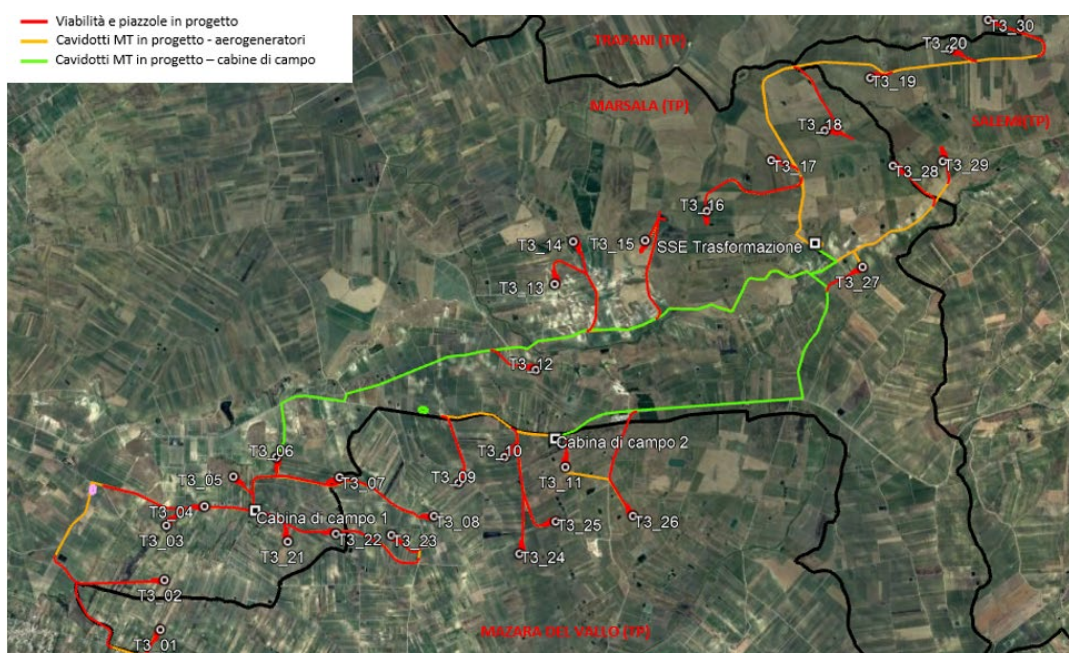 Viabilità e piazzole in progetto
Cavidotti MT in progetto - aerogeneratori
Cavidotti MT in progetto – cabine di campo
T3_30
TRAPANI (TP)
T3_20
T3_19
MARSALA (TP)
SALEMI(TP)
T3_18
T3_17
T3_28
T3_29
T3_16
T3_14
T3_15
SSE Trasformazione
T3_13
T3_27
T3_12
Cabina di campo 2
T3_06
T3_10
T3_11
T3_05
T3_07
T3_09
T3_04
Cabina di campo 1
T3_08
T3_25
T3_26
T3_03
T3_21
T3_22
T3_23
T3_24
T3_02
MAZARA DEL VALLO (TP)
T3_01